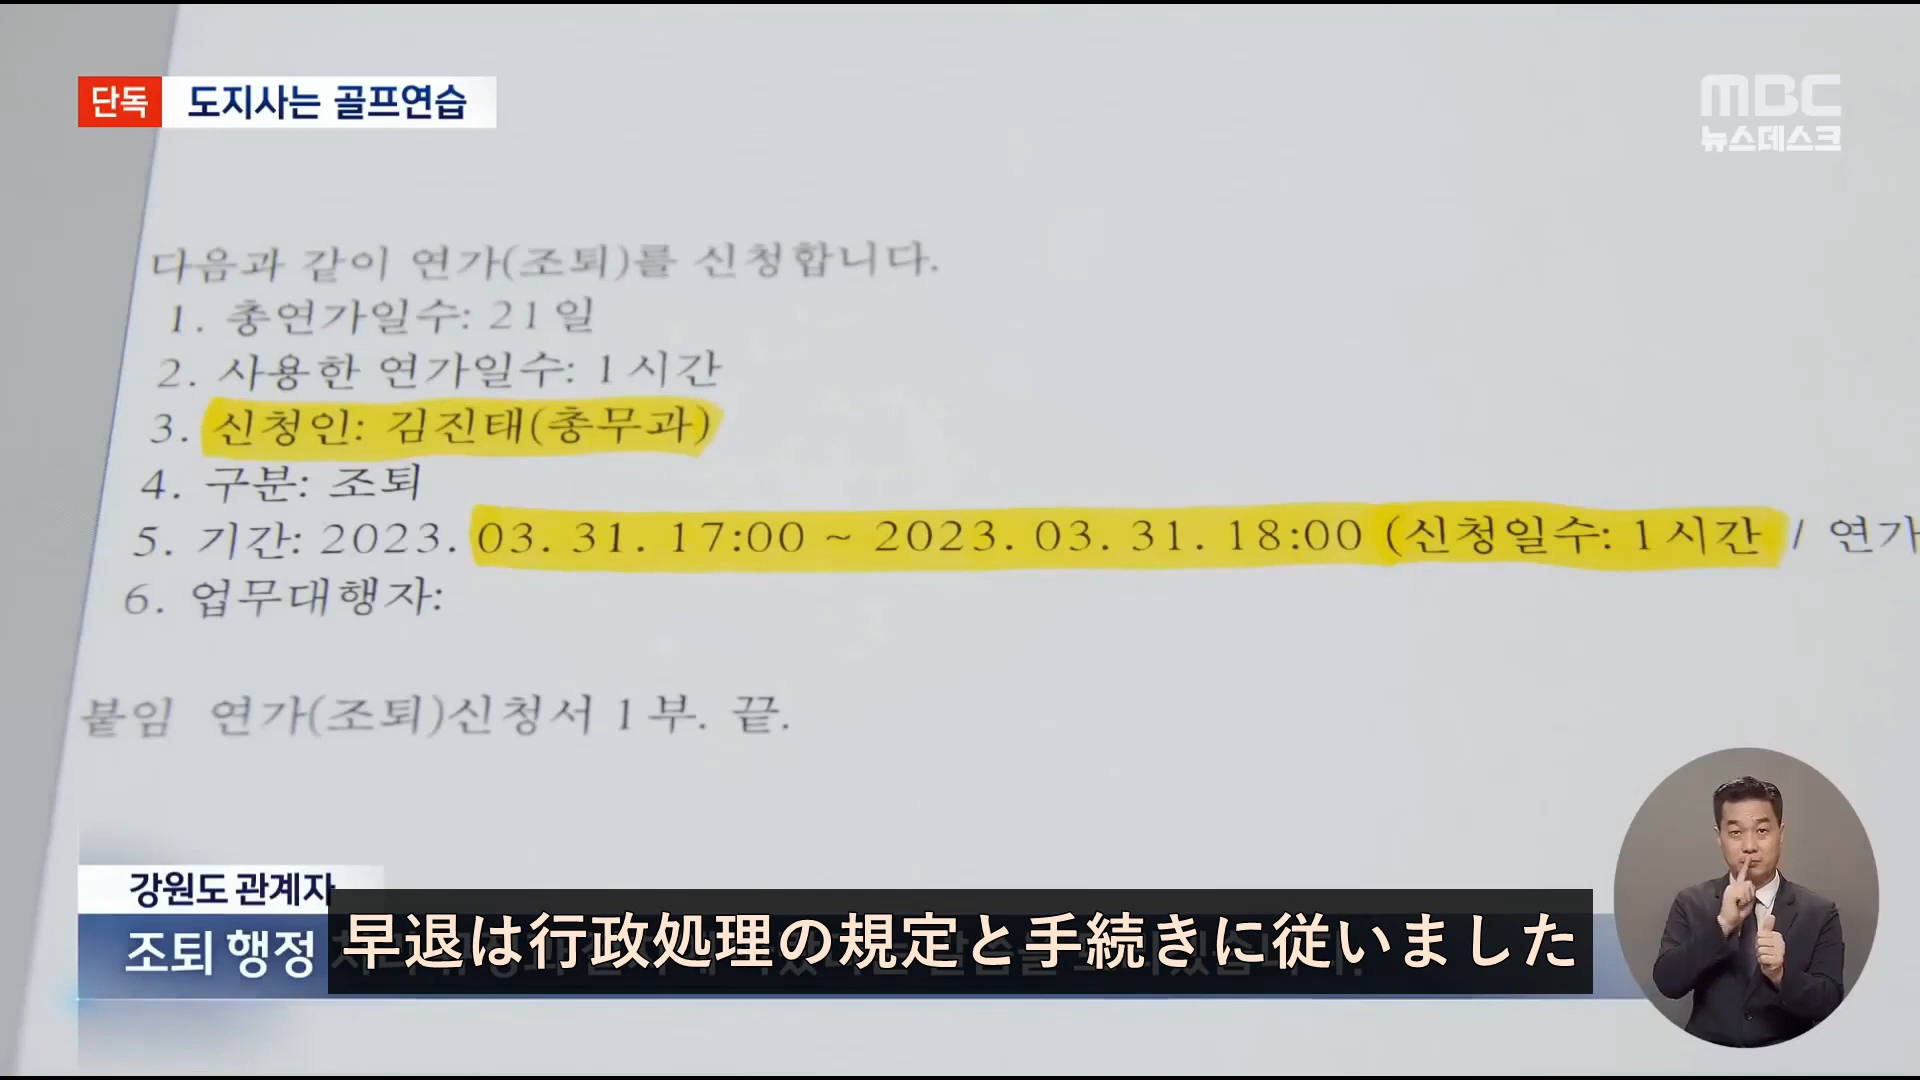 단독 도지사는 골프연습
MBC
뉴스데스크
다음과 같이 연가(조퇴)를 신청합니다.
1. 총연가일수: 21일
2. 사용한 연가일수: 1시간
3. 신청인: 김진태(총무과)
4. 구분: 조퇴
5. 기간: 2023. 03. 31. 17:00 ~ 2023. 03. 31. 18:00 (신청일수: 1시간 / 연가
6. 업무대행자:
붙임 연가(조퇴)신청서 1부. 끝.
강원도 관계자
조퇴 행정
早退は行政処理の規定と手続きに従いました